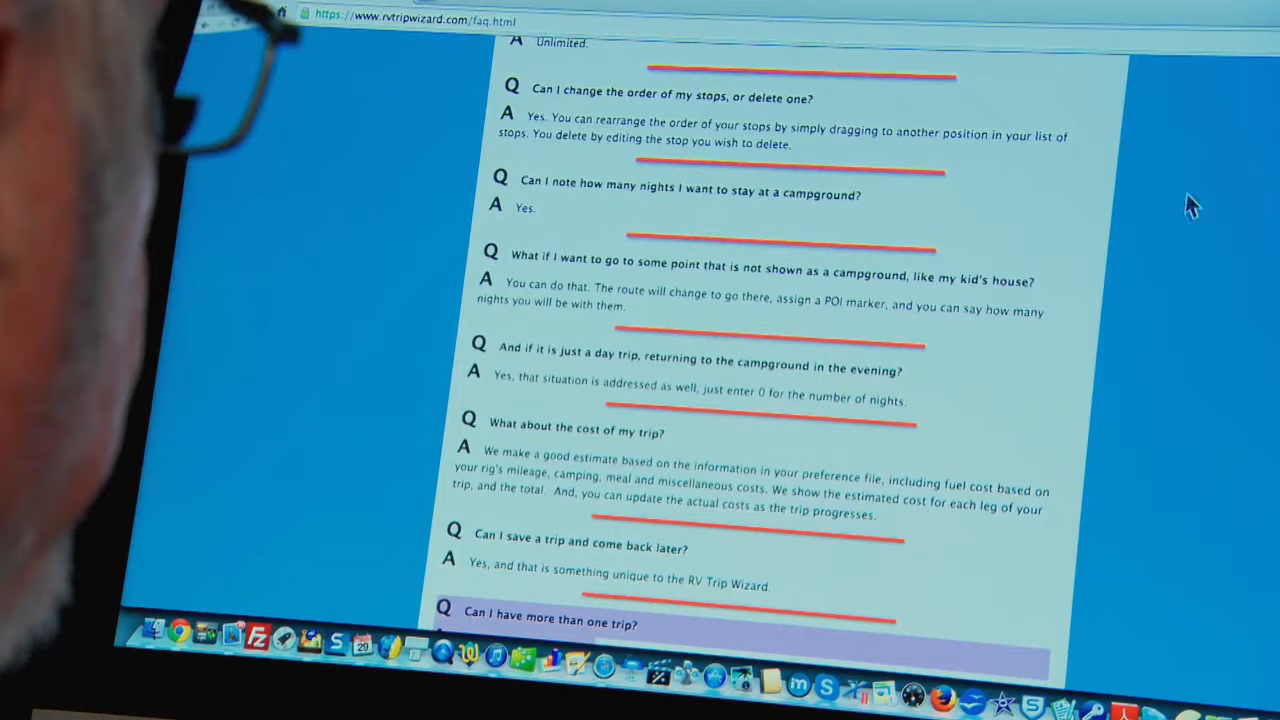 https://www.rvtripwizard.com/faq.html
A Unlimited.
Q Can I change the order of my stops, or delete one?
A Yes. You can rearrange the order of your stops by simply dragging to another position in your list of
stops. You delete by editing the stop you wish to delete.
Q Can I note how many nights I want to stay at a campground?
A Yes.
Q What if I want to go to some point that is not shown as a campground, like my kid's house?
A You can do that. The route will change to go there, assign a POI marker, and you can say how many
nights you will be with them.
Q And if it is just a day trip, returning to the campground in the evening?
A Yes, that situation is addressed as well, just enter 0 for the number of nights.
Q What about the cost of my trip?
A We make a good estimate based on the information in your preference file, including fuel cost based on
your rig's mileage, camping, meal and miscellaneous costs. We show the estimated cost for each leg of your
trip, and the total. And, you can update the actual costs as the trip progresses.
Q Can I save a trip and come back later?
A Yes, and that is something unique to the RV Trip Wizard.
Q Can I have more than one trip?
FZ
S
29
m
S
S